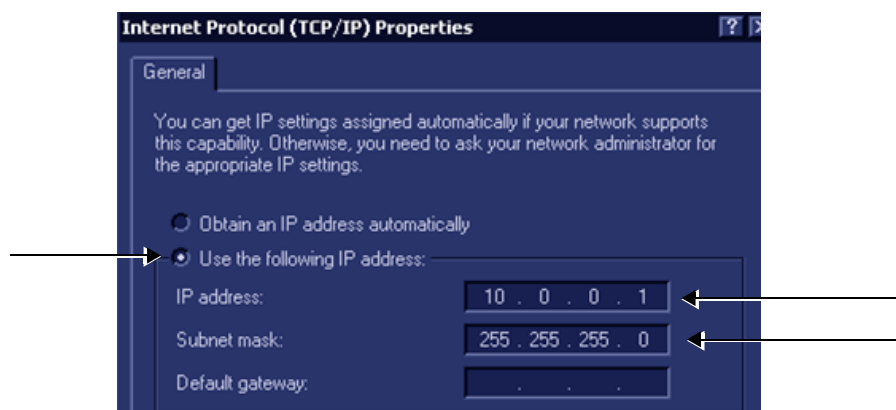 Internet Protocol (TCP/IP) Properties
General
You can get IP settings assigned automatically if your network supports
this capability. Otherwise, you need to ask your network administrator for
the appropriate IP settings.
Obtain an IP address automatically
Use the following IP address:
IP address: 10 . 0 . 0 . 1
Subnet mask: 255 . 255 . 255 . 0
Default gateway: . . .